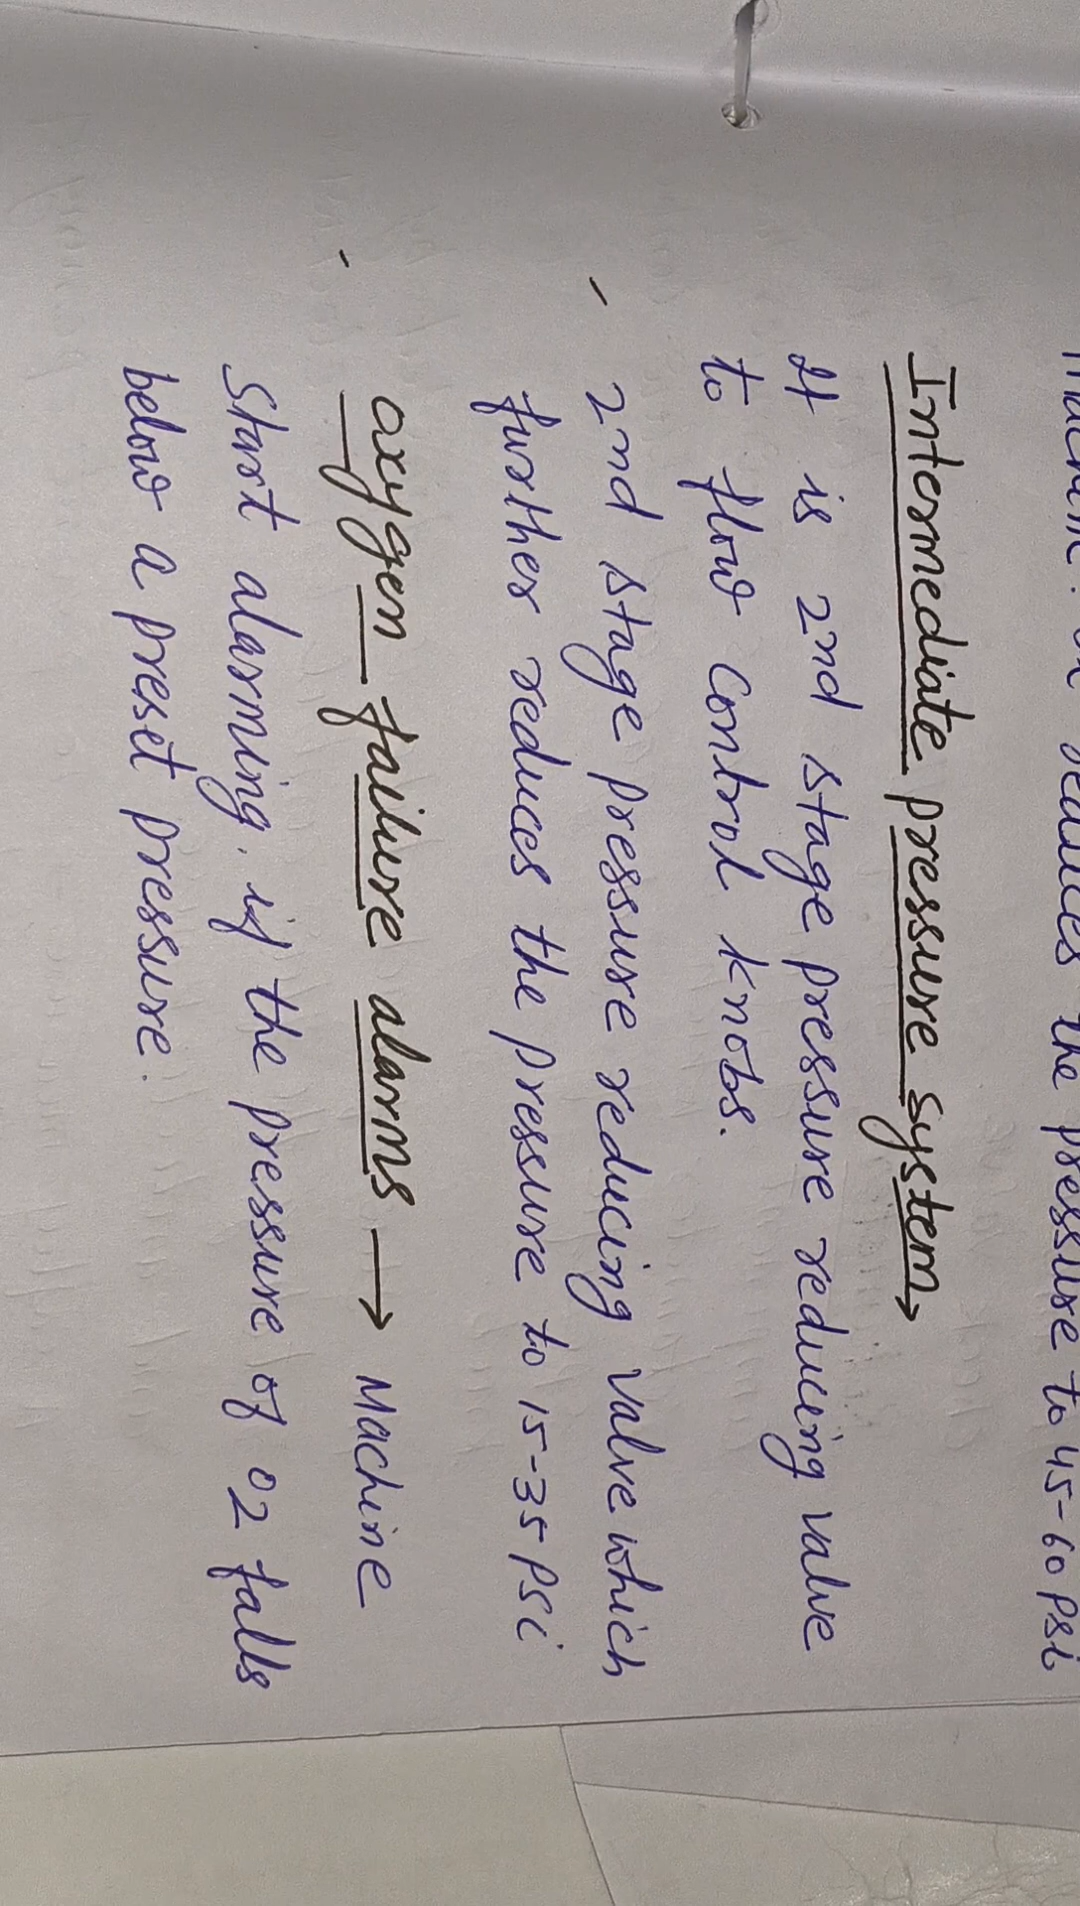 reduces the pressure to 45-60 PSi
Intermediate pressure system →
It is 2nd stage pressure reducing valve
to flow control knobs.
- 2nd stage pressure reducing valve which
further reduces the pressure to 15-35 PSi
- oxygen failure alarms → Machine
Start alarming. if the pressure of O2 falls
below a preset pressure.